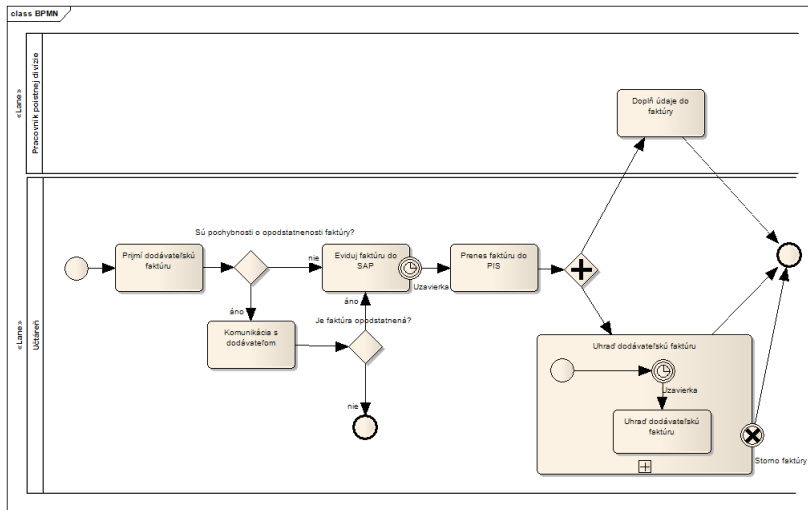 class BPMN
«Lane»
Pracovník poistnej divízie
Doplň údaje do
faktúry
«Lane»
Učtáreň
Sú pochybnosti o opodstatnenosti faktúry?
Prijmí dodávateľskú
faktúru
nie
Eviduj faktúru do
SAP
Uzavierka
Prenes faktúru do
PIS
áno
áno
Je faktúra opodstatnená?
Komunikácia s
dodávateľom
nie
Uhraď dodávateľskú faktúru
Uzavierka
Uhraď dodávateľskú
faktúru
Storno faktúry